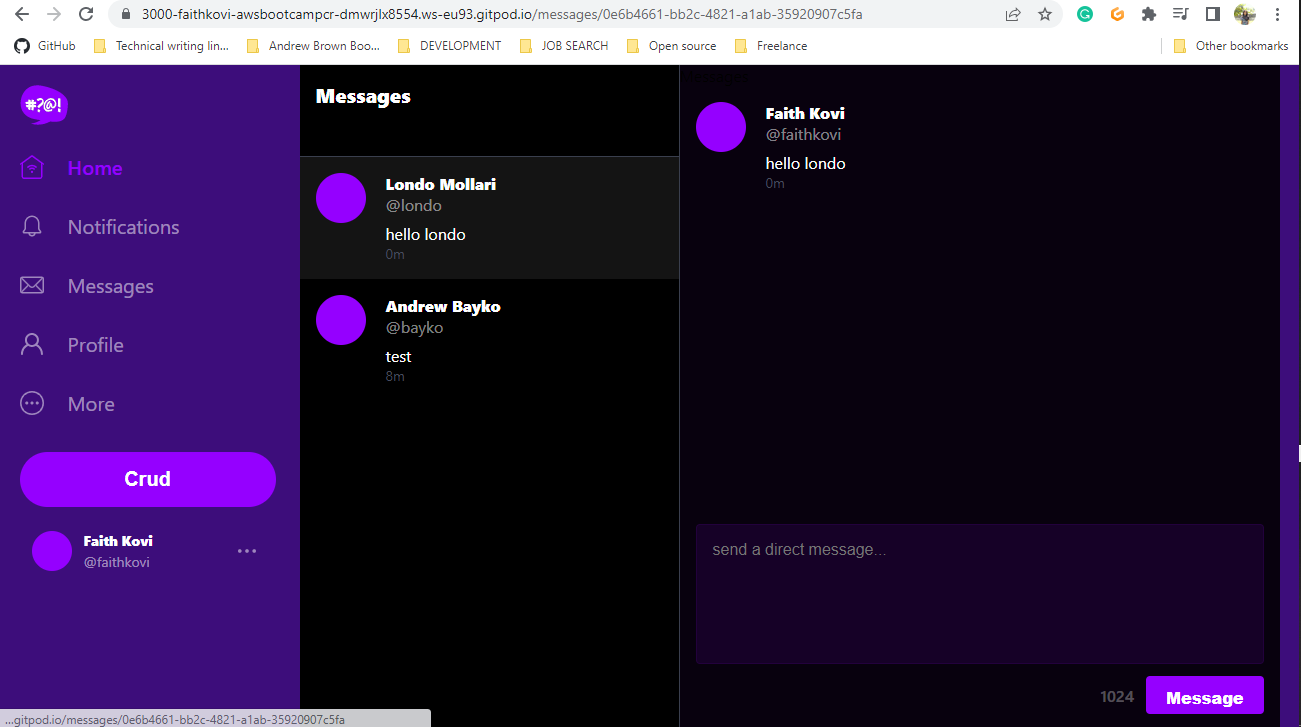 3000-faithkovi-awsbootcampcr-dmwrjlx8554.ws-eu93.gitpod.io/messages/0e6b4661-bb2c-4821-a1ab-35920907c5fa
GitHub
Technical writing lin...
Andrew Brown Boo...
DEVELOPMENT
JOB SEARCH
Open source
Freelance
Other bookmarks
#?@!
Home
Notifications
Messages
Profile
More
Crud
Faith Kovi
@faithkovi
Messages
Londo Mollari
@londo
hello londo
0m
Andrew Bayko
@bayko
test
8m
Messages
Faith Kovi
@faithkovi
hello londo
0m
send a direct message...
1024
Message
...gitpod.io/messages/0e6b4661-bb2c-4821-a1ab-35920907c5fa